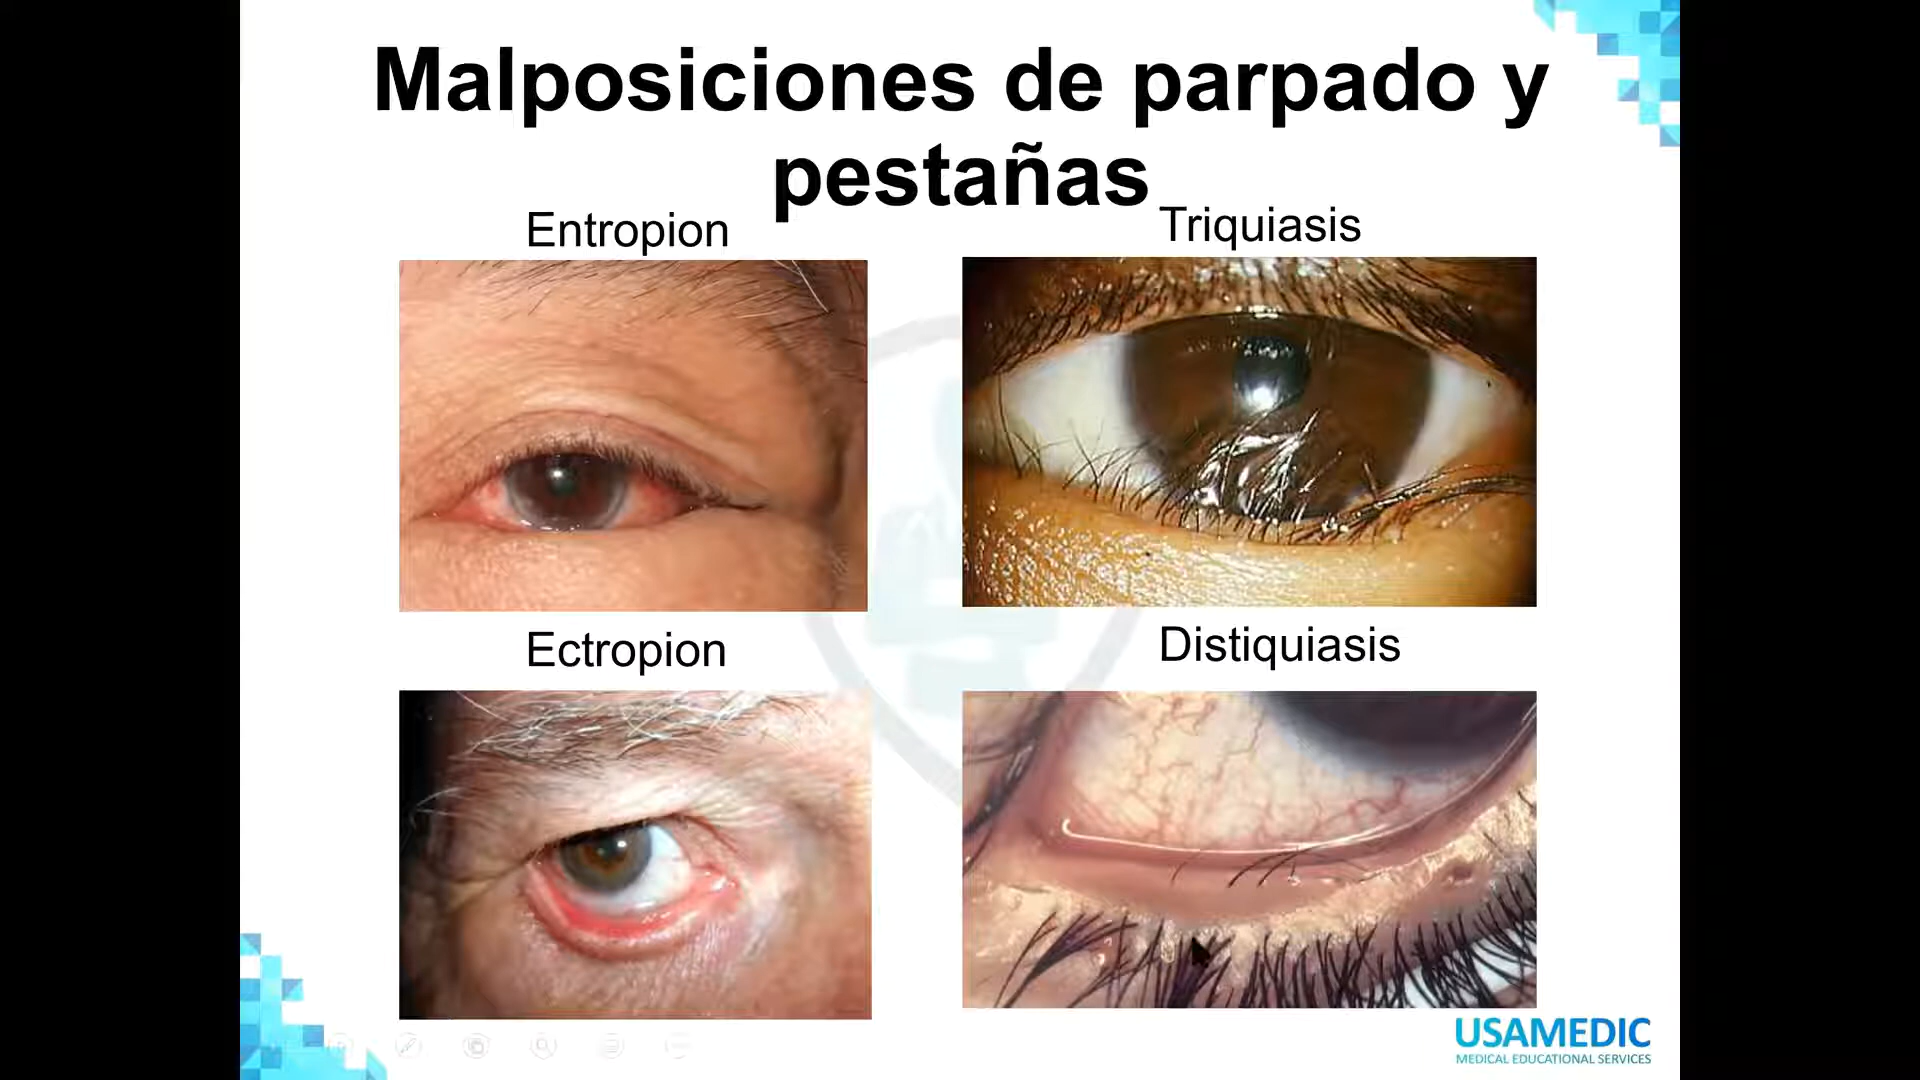 Malposiciones de parpado y
pestañas
Entropion
Triquiasis
Ectropion
Distiquiasis
USAMEDIC
MEDICAL EDUCATIONAL SERVICES